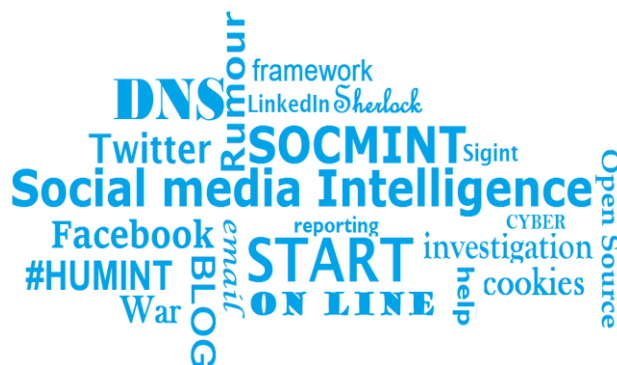 Rumour
framework
DNS
LinkedIn
Sherlock
Twitter
SOCMINT
Sigint
Social media Intelligence
Open Source
reporting
CYBER
Facebook
email
START
investigation
#HUMINT
BLOG
help
cookies
War
ON LINE